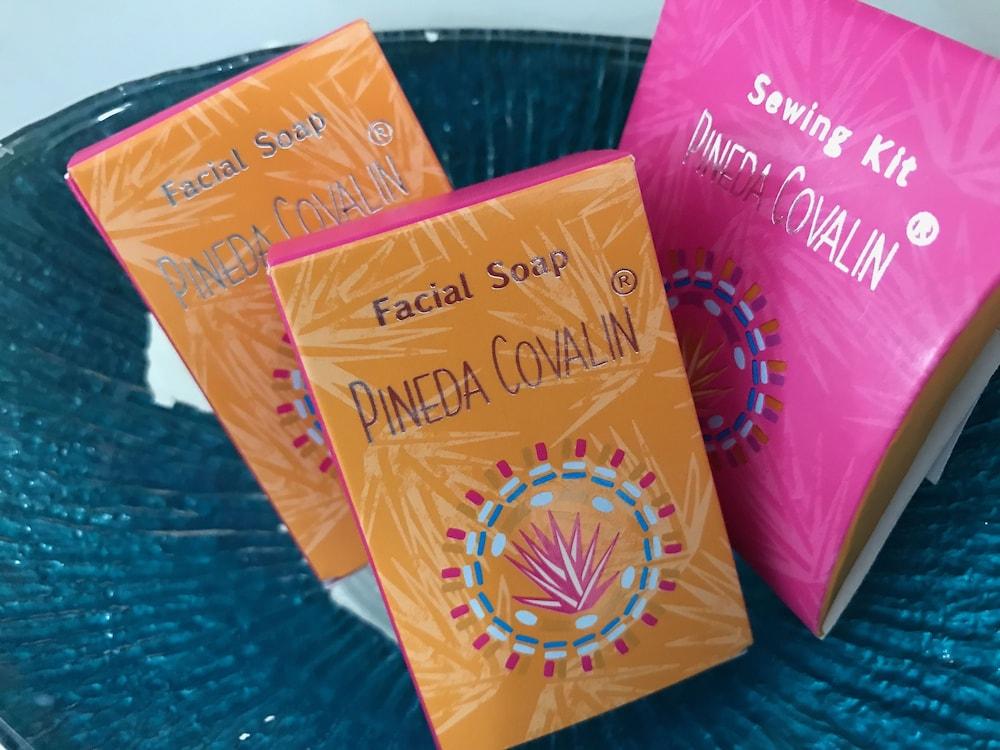 Facial Soap
®
PINEDA COVALIN
Facial Soap
®
PINEDA COVALIN
Sewing Kit
PINEDA COVALIN ®